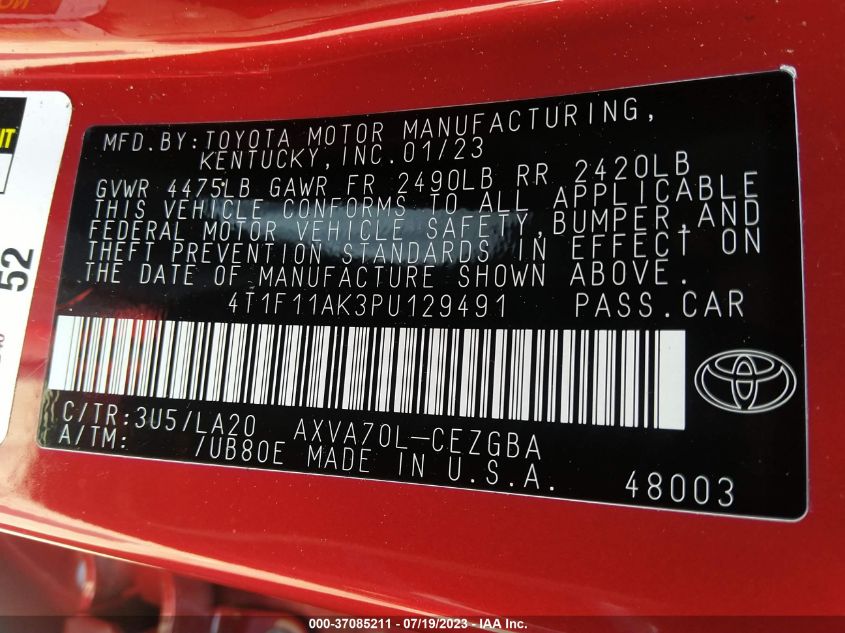 MFD.BY:TOYOTA MOTOR MANUFACTURING,
KENTUCKY,INC.01/23
GVWR 4475LB GAWR FR 2490LB RR 2420LB
THIS VEHICLE CONFORMS TO ALL APPLICABLE
FEDERAL MOTOR VEHICLE SAFETY,BUMPER,AND
THEFT PREVENTION STANDARDS IN EFFECT ON
THE DATE OF MANUFACTURE SHOWN ABOVE.
4T1F11AK3PU129491 PASS.CAR
C/TR:3U5/LA20 AXVA70L-CEZGBA
A/TM: /UB80E MADE IN U.S.A.
48003
52
000-37085211 - 07/19/2023 - IAA Inc.